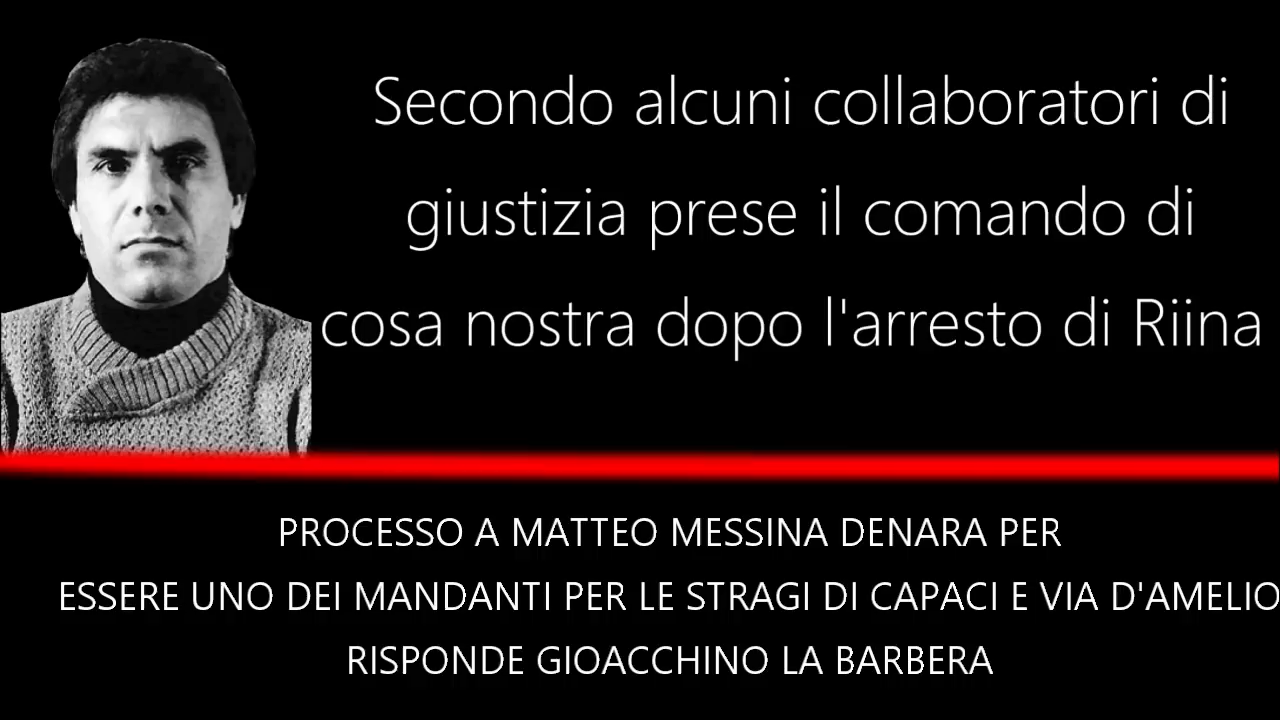 Secondo alcuni collaboratori di
giustizia prese il comando di
cosa nostra dopo l'arresto di Riina
PROCESSO A MATTEO MESSINA DENARA PER
ESSERE UNO DEI MANDANTI PER LE STRAGI DI CAPACI E VIA D'AMELIO
RISPONDE GIOACCHINO LA BARBERA